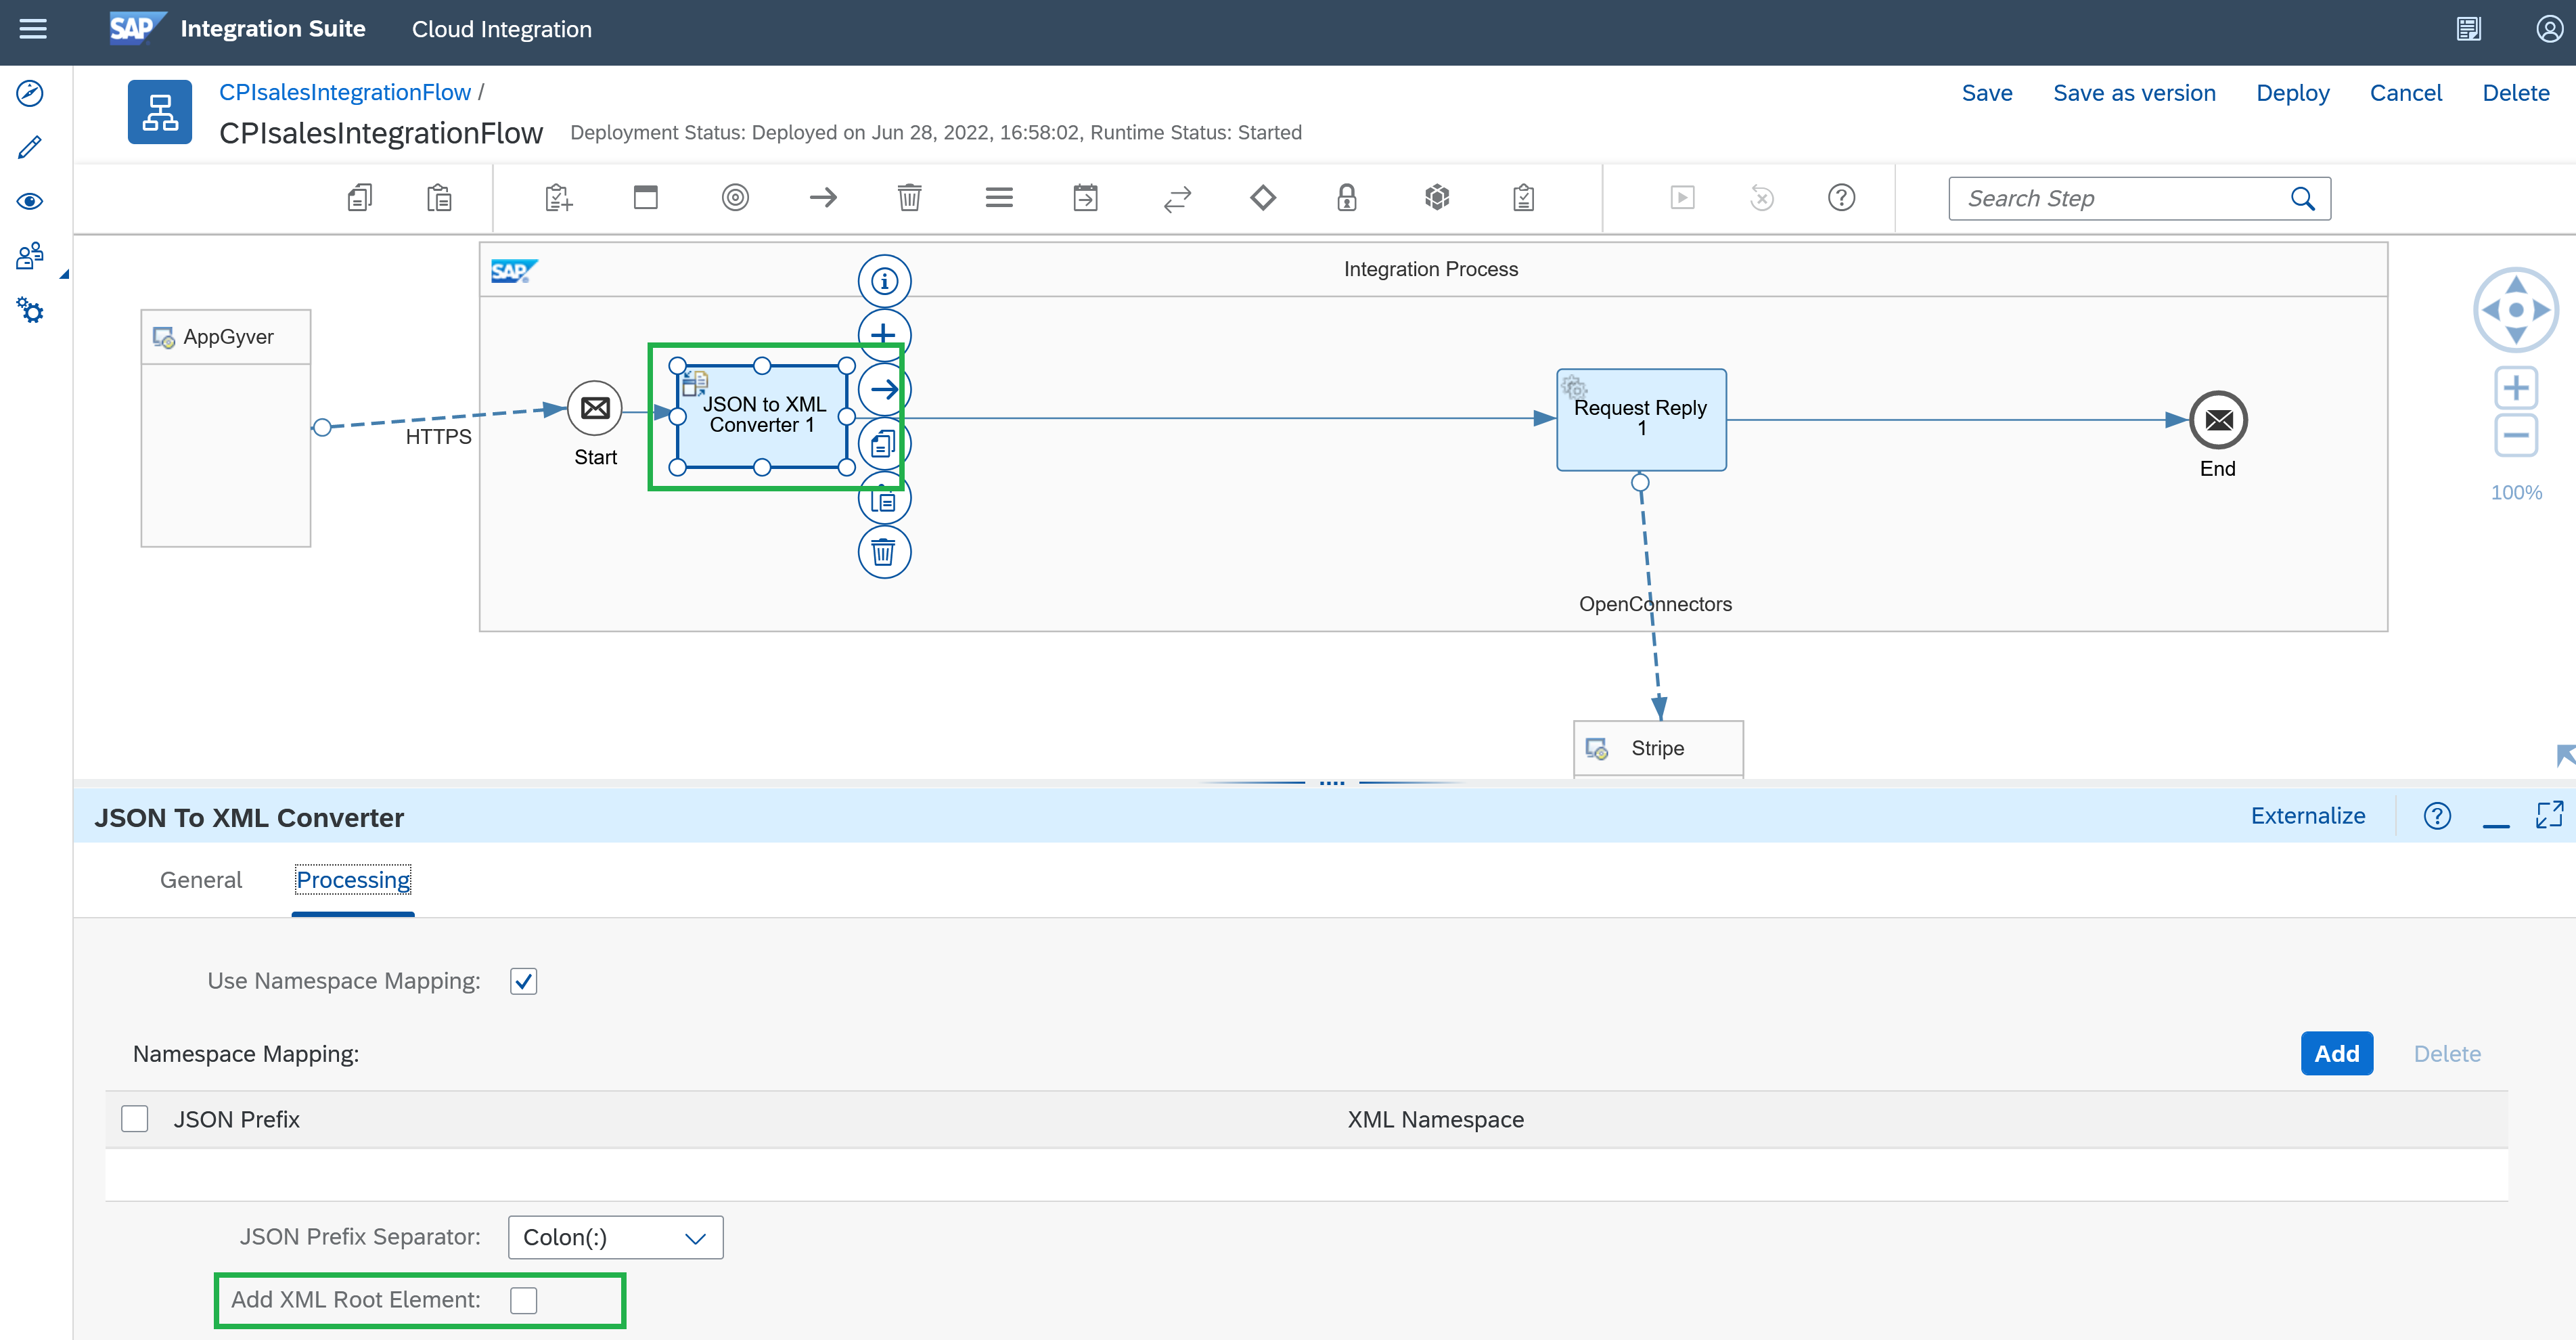 SAP Integration Suite Cloud Integration
CPIsalesIntegrationFlow /
CPIsalesIntegrationFlow Deployment Status: Deployed on Jun 28, 2022, 16:58:02, Runtime Status: Started
Save Save as version Deploy Cancel Delete
Search Step
SAP Integration Process
AppGyver
HTTPS
Start
JSON to XML
Converter 1
Request Reply
1
End
100%
OpenConnectors
Stripe
JSON To XML Converter Externalize
General Processing
Use Namespace Mapping:
Namespace Mapping: Add Delete
JSON Prefix XML Namespace
JSON Prefix Separator: Colon(:)
Add XML Root Element: